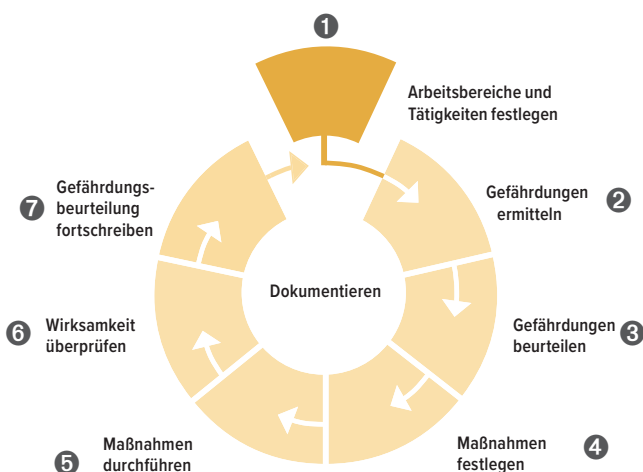 1
Arbeitsbereiche und
Tätigkeiten festlegen
2
Gefährdungen
ermitteln
3
Gefährdungen
beurteilen
4
Maßnahmen
festlegen
5
Maßnahmen
durchführen
6
Wirksamkeit
überprüfen
7
Gefährdungs-
beurteilung
fortschreiben
Dokumentieren